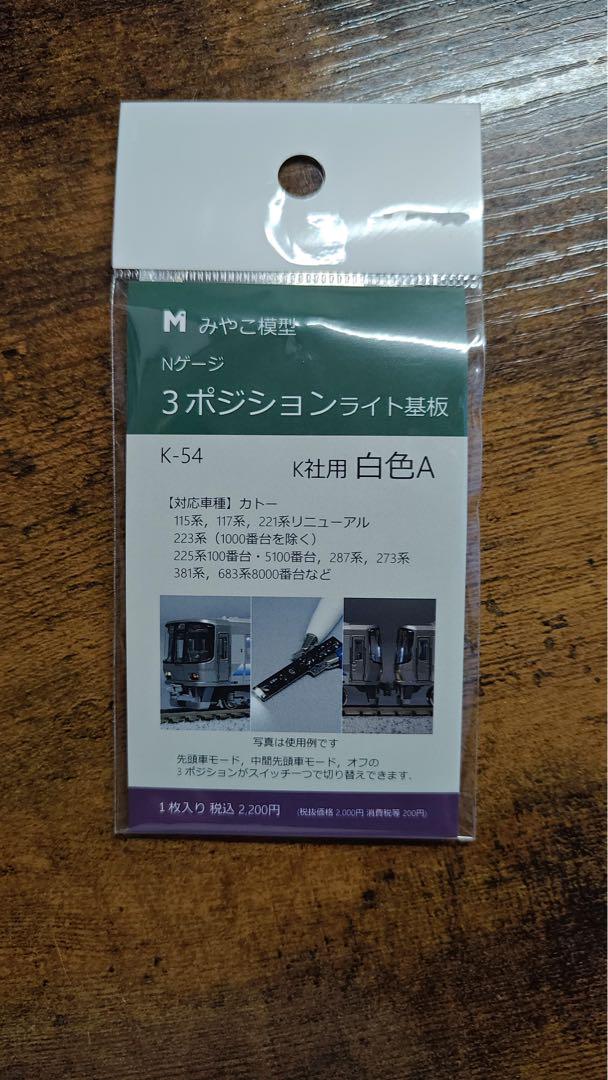 M みやこ模型
Nゲージ
3ポジションライト基板
K-54
K社用 白色A
【対応車種】カトー
115系，117系，221系リニューアル
223系（1000番台を除く）
225系100番台・5100番台，287系，273系
381系，683系8000番台など
写真は使用例です
先頭車モード，中間先頭車モード，オフの
3ポジションがスイッチ一つで切り替えできます．
1枚入り 税込 2,200円 (税抜価格 2,000円 消費税等 200円)